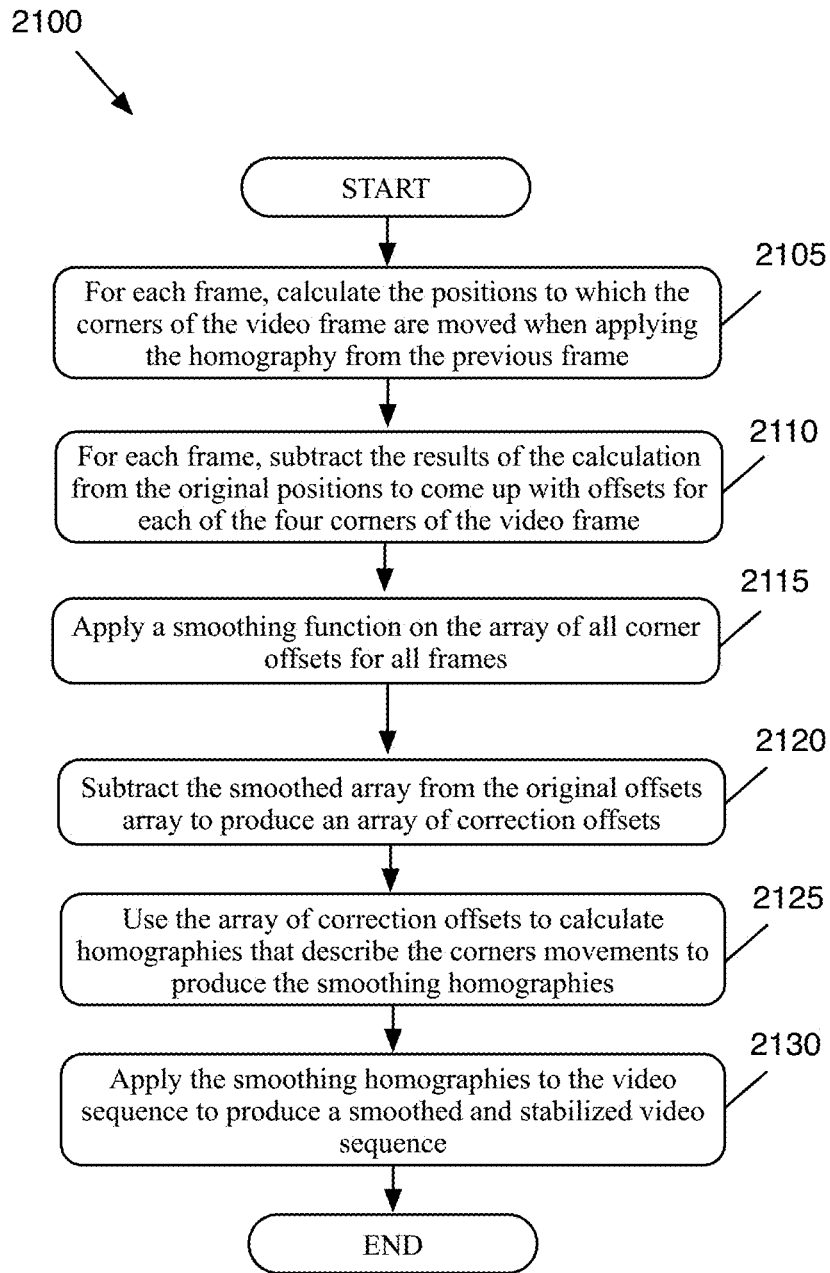 2100
START
2105
For each frame, calculate the positions to which the
corners of the video frame are moved when applying
the homography from the previous frame
2110
For each frame, subtract the results of the calculation
from the original positions to come up with offsets for
each of the four corners of the video frame
2115
Apply a smoothing function on the array of all corner
offsets for all frames
2120
Subtract the smoothed array from the original offsets
array to produce an array of correction offsets
2125
Use the array of correction offsets to calculate
homographies that describe the corners movements to
produce the smoothing homographies
2130
Apply the smoothing homographies to the video
sequence to produce a smoothed and stabilized video
sequence
END